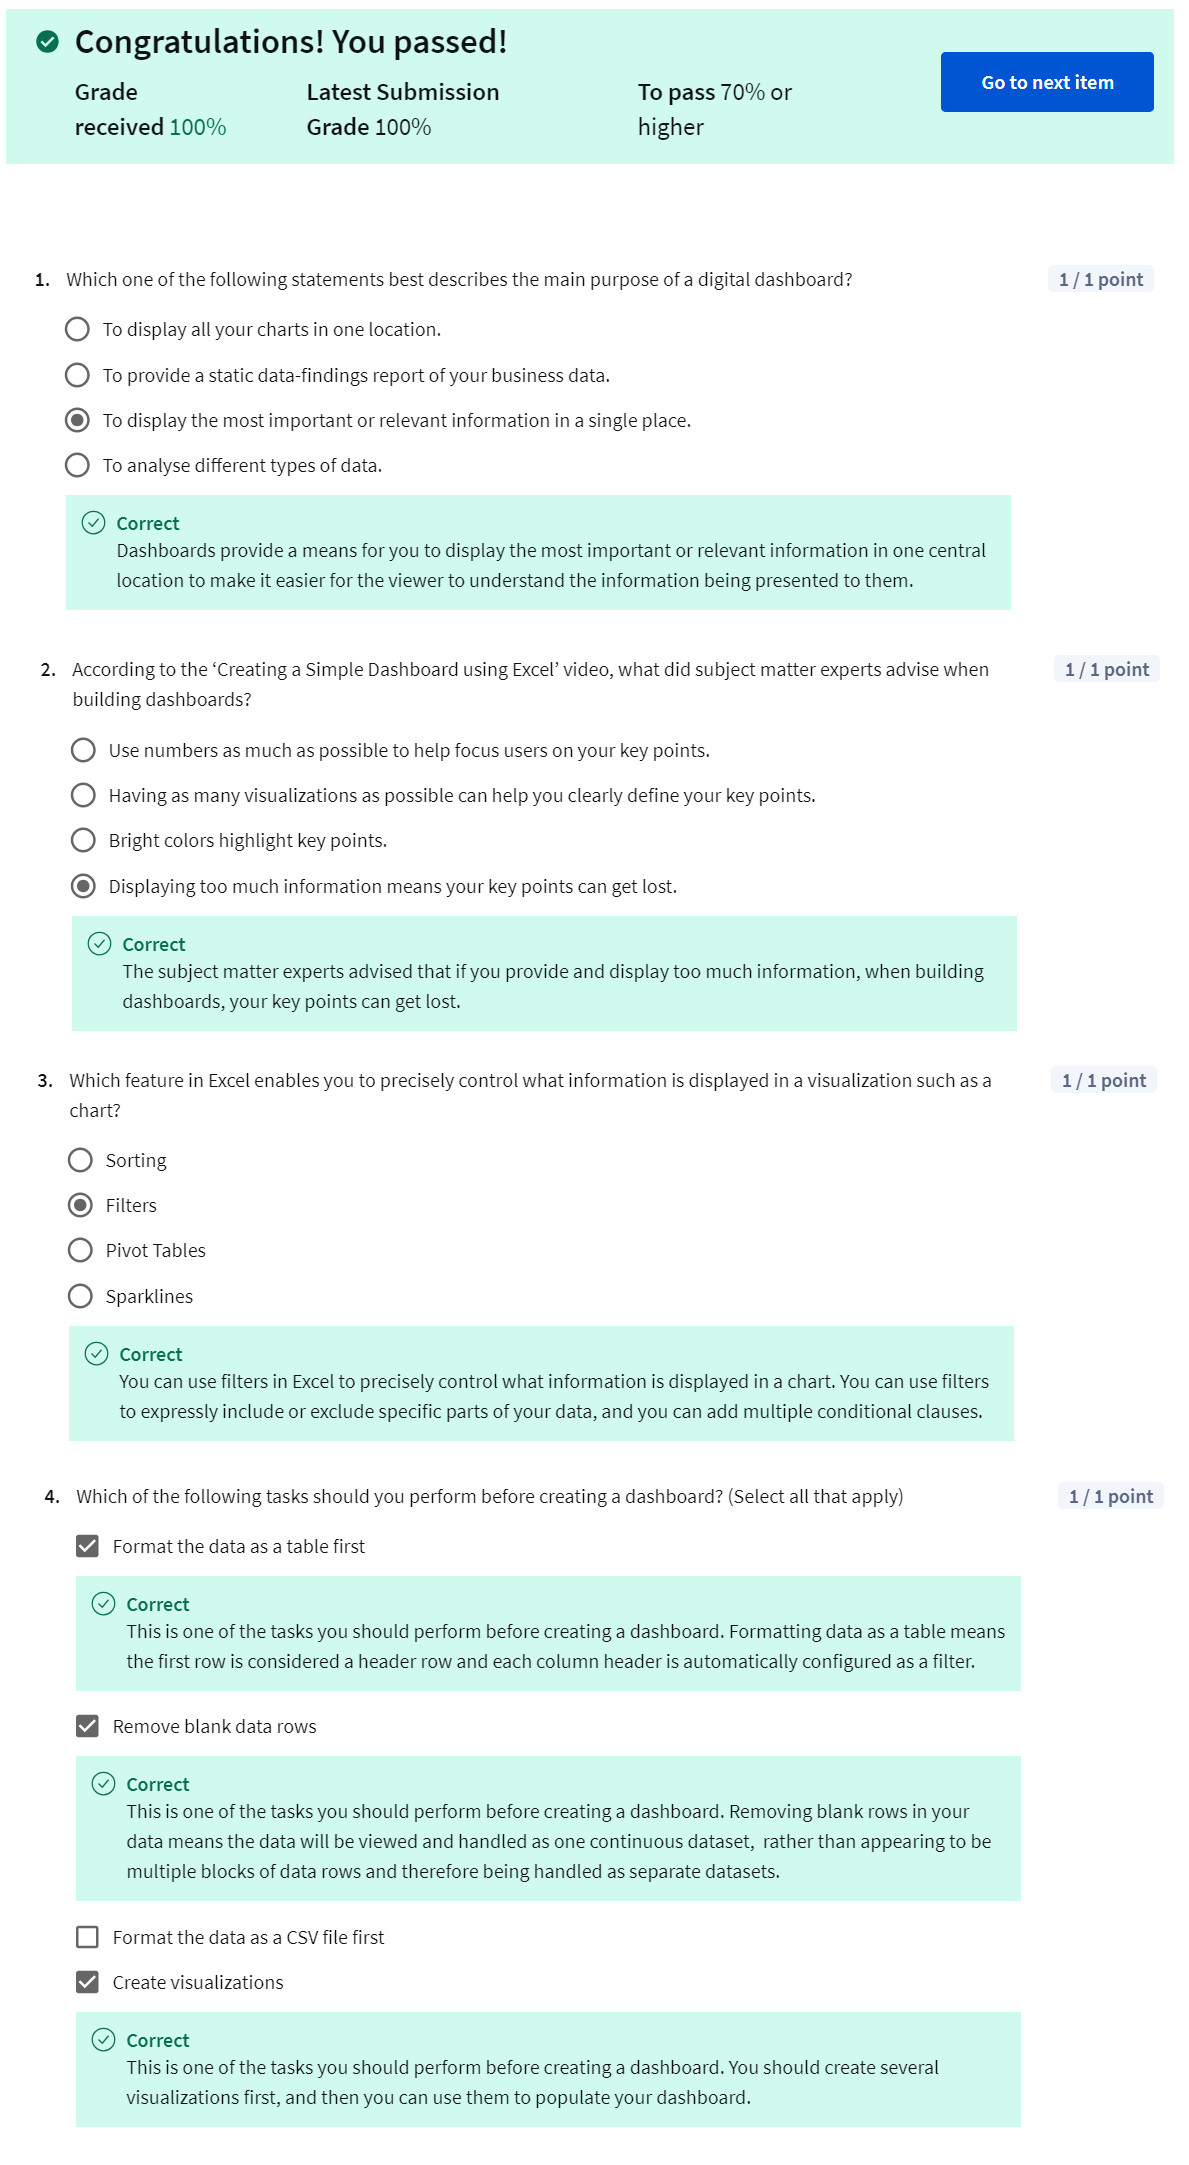 Congratulations! You passed!
Grade
received 100%
Latest Submission
Grade 100%
To pass 70% or
higher
Go to next item
1. Which one of the following statements best describes the main purpose of a digital dashboard?
1 / 1 point
To display all your charts in one location.
To provide a static data-findings report of your business data.
To display the most important or relevant information in a single place.
To analyse different types of data.
Correct
Dashboards provide a means for you to display the most important or relevant information in one central
location to make it easier for the viewer to understand the information being presented to them.
2. According to the ‘Creating a Simple Dashboard using Excel’ video, what did subject matter experts advise when
building dashboards?
1 / 1 point
Use numbers as much as possible to help focus users on your key points.
Having as many visualizations as possible can help you clearly define your key points.
Bright colors highlight key points.
Displaying too much information means your key points can get lost.
Correct
The subject matter experts advised that if you provide and display too much information, when building
dashboards, your key points can get lost.
3. Which feature in Excel enables you to precisely control what information is displayed in a visualization such as a
chart?
1 / 1 point
Sorting
Filters
Pivot Tables
Sparklines
Correct
You can use filters in Excel to precisely control what information is displayed in a chart. You can use filters
to expressly include or exclude specific parts of your data, and you can add multiple conditional clauses.
4. Which of the following tasks should you perform before creating a dashboard? (Select all that apply)
1 / 1 point
Format the data as a table first
Correct
This is one of the tasks you should perform before creating a dashboard. Formatting data as a table means
the first row is considered a header row and each column header is automatically configured as a filter.
Remove blank data rows
Correct
This is one of the tasks you should perform before creating a dashboard. Removing blank rows in your
data means the data will be viewed and handled as one continuous dataset, rather than appearing to be
multiple blocks of data rows and therefore being handled as separate datasets.
Format the data as a CSV file first
Create visualizations
Correct
This is one of the tasks you should perform before creating a dashboard. You should create several
visualizations first, and then you can use them to populate your dashboard.